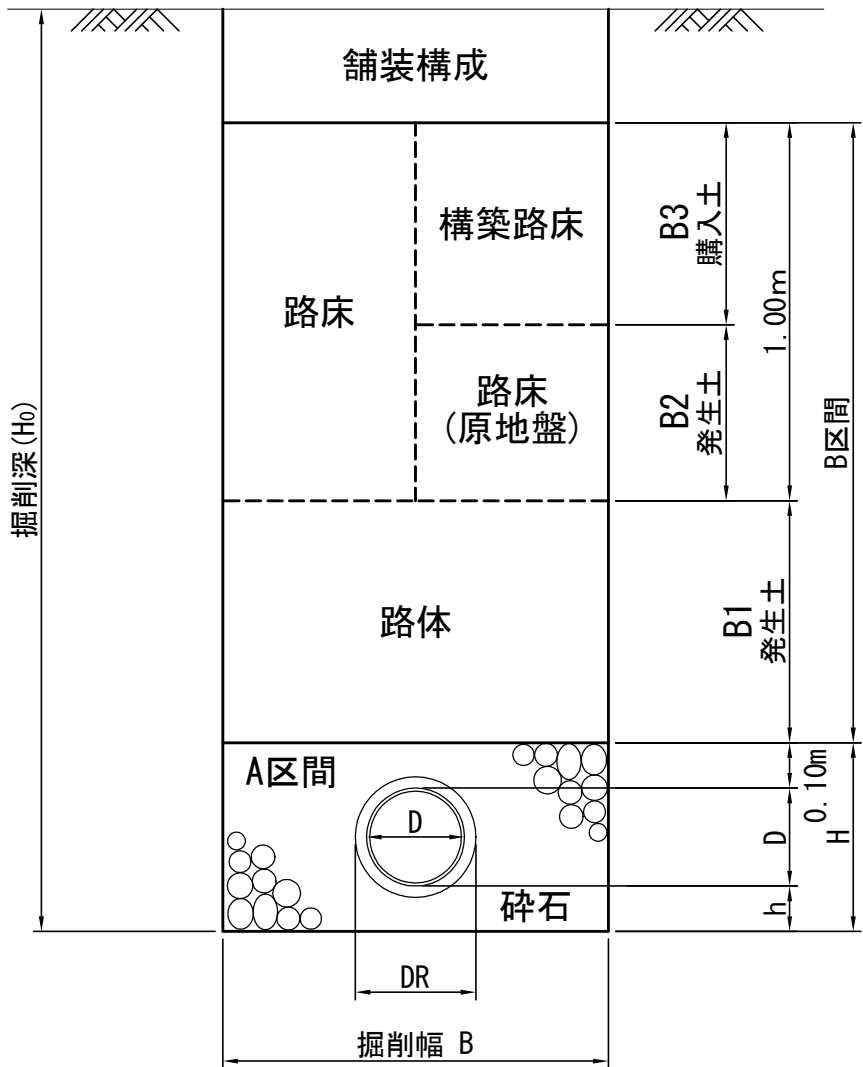 舗装構成
構築路床
B3
購入土
路床
1.00m
掘削深(H0)
路床
(原地盤)
B2
発生土
B区間
路体
B1
発生土
A区間
0.10m
D
D
H
砕石
h
DR
掘削幅 B